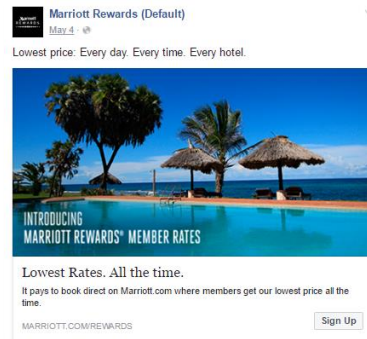 Marriott
REWARDS
Marriott Rewards (Default)
May 4 ·
Lowest price: Every day. Every time. Every hotel.
INTRODUCING
MARRIOTT REWARDS® MEMBER RATES
Lowest Rates. All the time.
It pays to book direct on Marriott.com where members get our lowest price all the
time.
MARRIOTT.COM/REWARDS
Sign Up